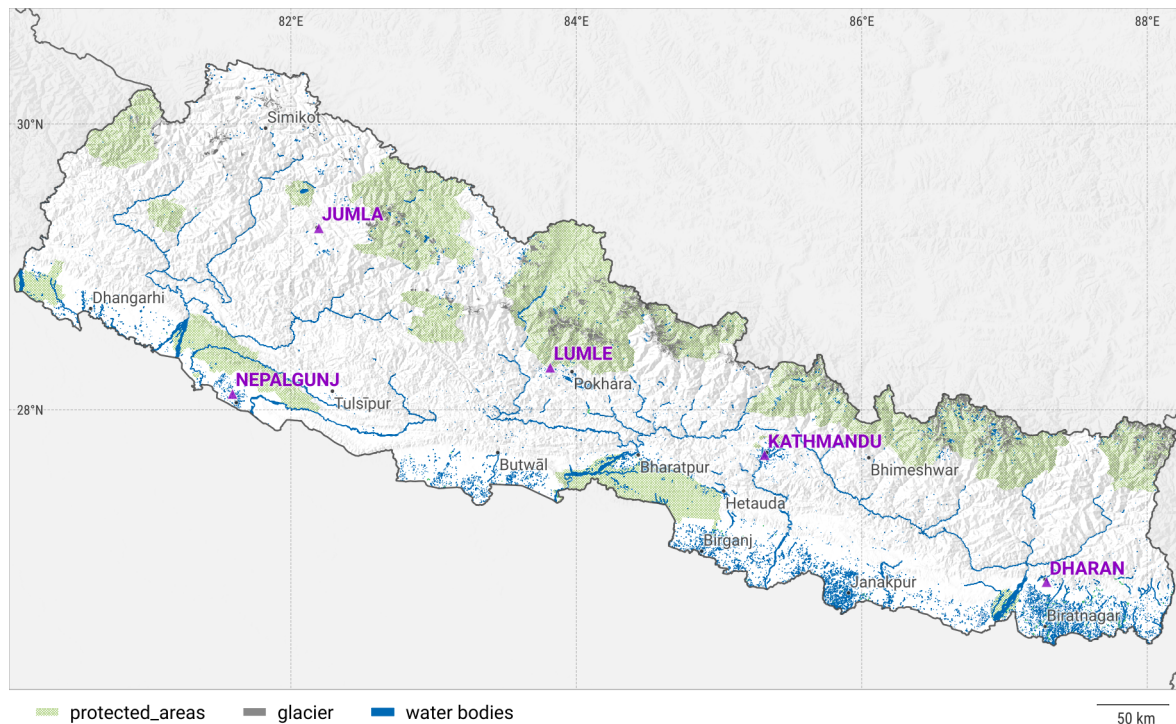 82°E
84°E
86°E
88°E
30°N
Simikot
JUMLA
Dhangarhi
LUMLE
NEPALGUNJ
Pokhara
Tulsīpur
28°N
KATHMANDU
Butwāl
Bharatpur
Bhimeshwar
Hetauda
Birganj
DHARAN
Janakpur
Biratnagar
protected_areas
glacier
water bodies
50 km